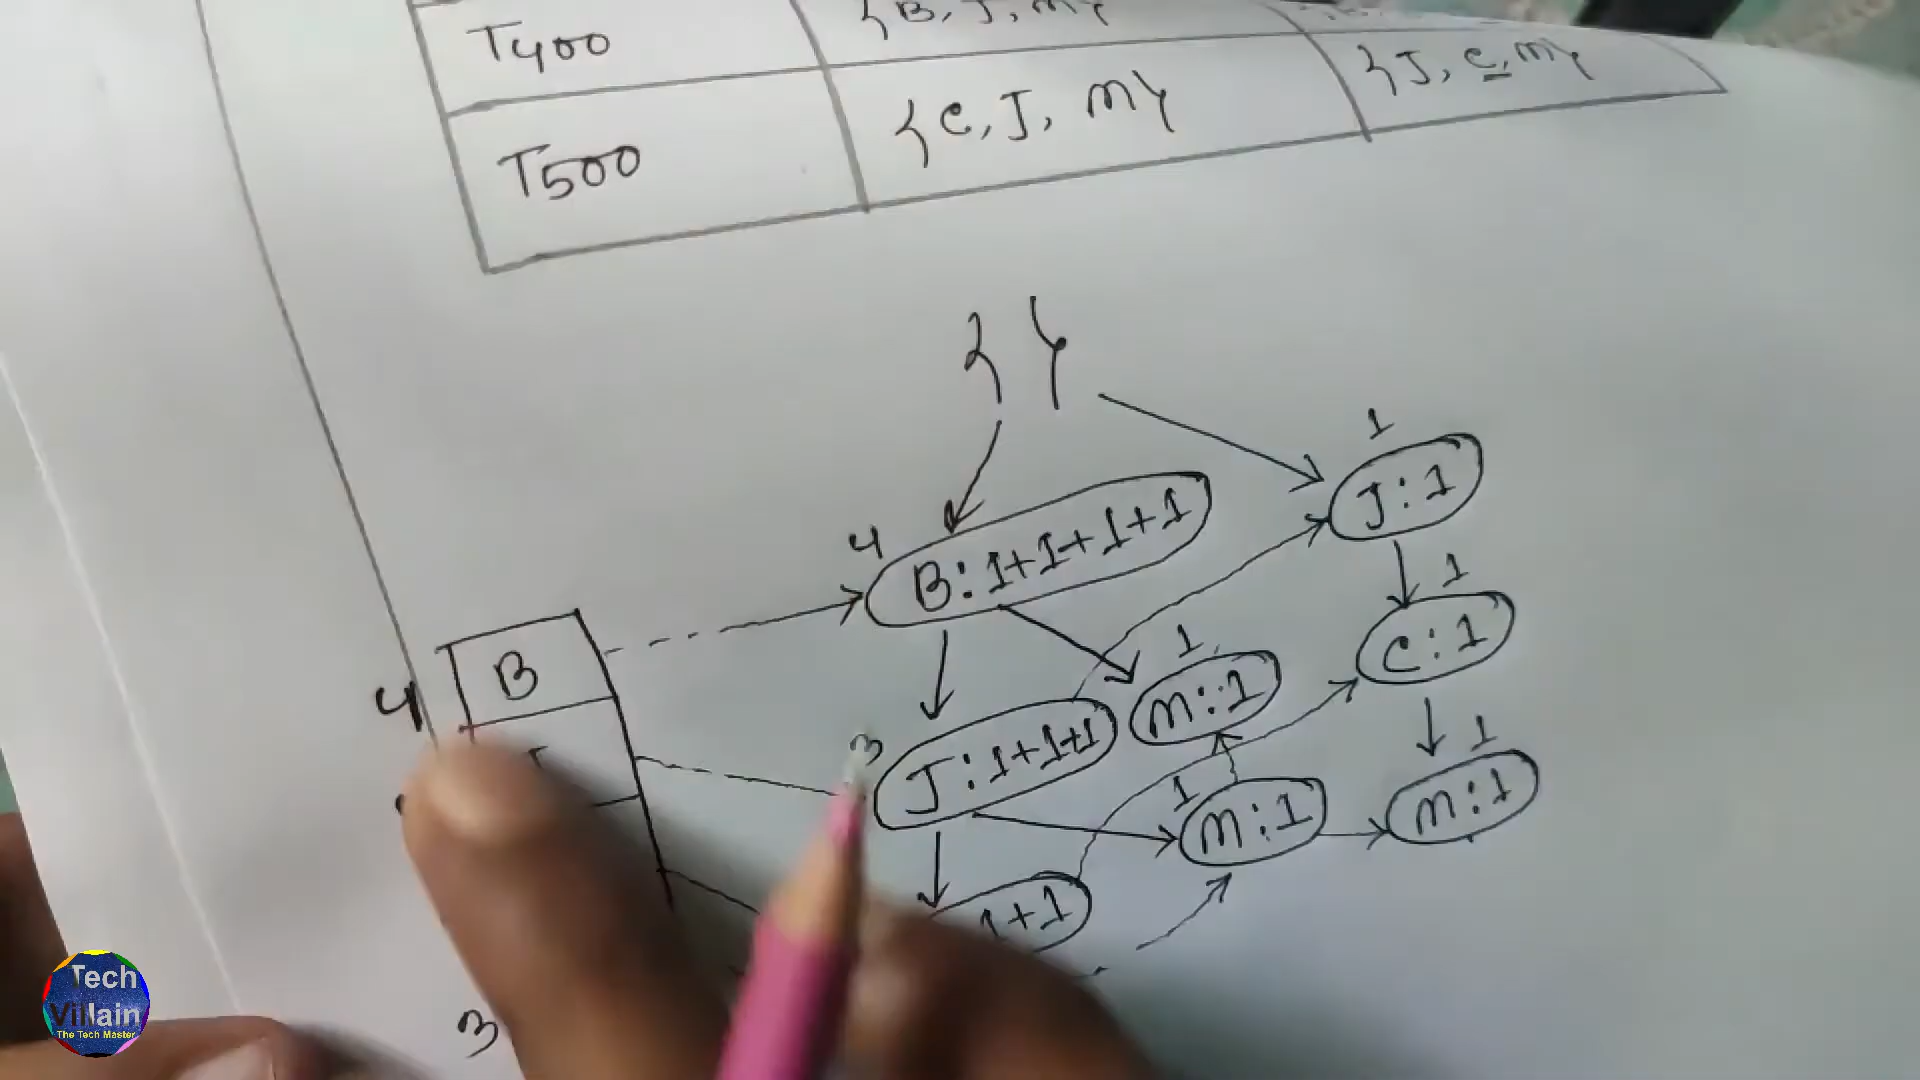 T400 {B, J, m}
T500 {C, J, m} {J, C, m}
{ }
1
J:1
4
B:1+1+1+1
1
C:1
B
4
1
m:1
3
J:1+1+1
1
m:1
1
m:1
1+1
3
Tech
Villain
The Tech Master